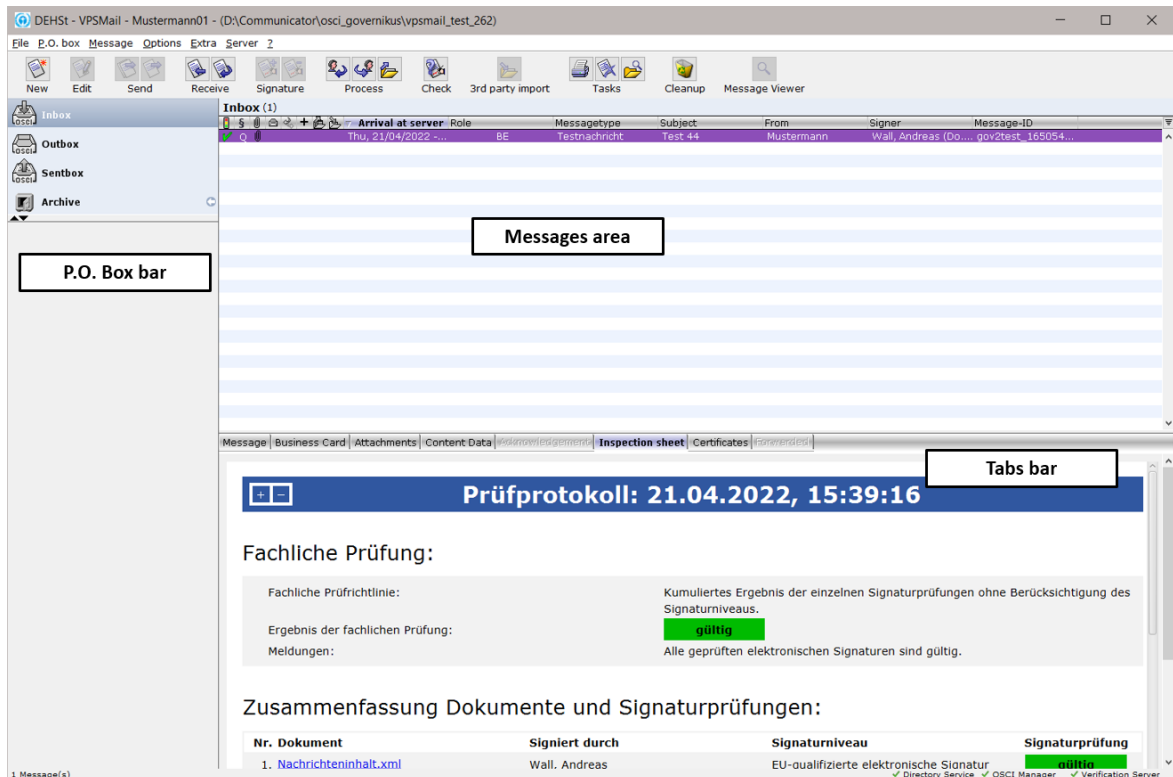 DEHSt - VPSMail - Mustermann01 - (D:\Communicator\osci_governikus\vpsmail_test_262)
File P.O. box Message Options Extra Server ?
New Edit Send Receive Signature Process Check 3rd party import Tasks Cleanup Message Viewer
Inbox
Outbox
Sentbox
Archive
P.O. Box bar
Inbox (1)
§ Arrival at server Role Messagetype Subject From Signer Message-ID
Q Thu, 21/04/2022 -... BE Testnachricht Test 44 Mustermann Wall, Andreas (Do.... gov2test_165054...
Messages area
Message Business Card Attachments Content Data Acknowledgement Inspection sheet Certificates Forwarded
Tabs bar
+ - Prüfprotokoll: 21.04.2022, 15:39:16
Fachliche Prüfung:
Fachliche Prüfrichtlinie: Kumuliertes Ergebnis der einzelnen Signaturprüfungen ohne Berücksichtigung des
Signaturniveaus.
Ergebnis der fachlichen Prüfung: gültig
Meldungen: Alle geprüften elektronischen Signaturen sind gültig.
Zusammenfassung Dokumente und Signaturprüfungen:
Nr. Dokument Signiert durch Signaturniveau Signaturprüfung
1. Nachrichteninhalt.xml Wall, Andreas EU-qualifizierte elektronische Signatur gültig
1 Message(s) Directory Service OSCI Manager Verification Server